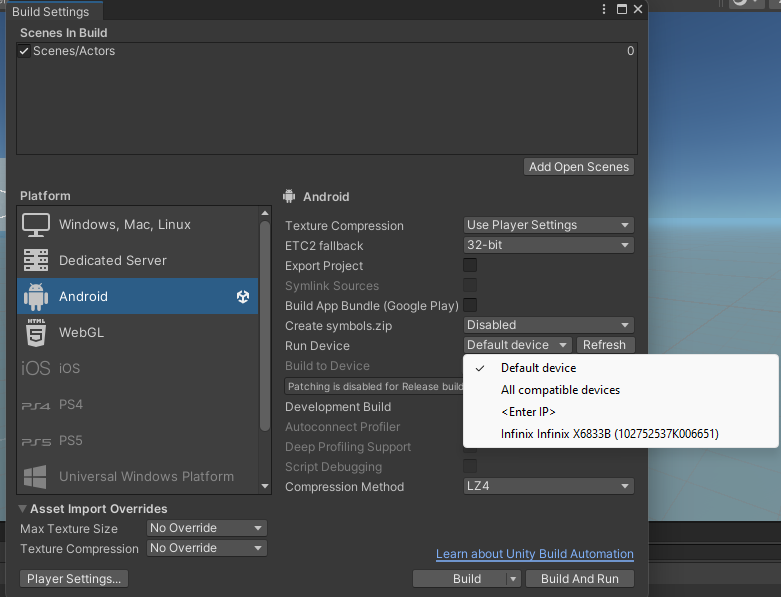 Build Settings
Scenes In Build
Scenes/Actors 0
Add Open Scenes
Platform
Windows, Mac, Linux
Dedicated Server
Android
HTML
WebGL
iOS iOS
PS4 PS4
PS5 PS5
Universal Windows Platform
Android
Texture Compression Use Player Settings
ETC2 fallback 32-bit
Export Project
Symlink Sources
Build App Bundle (Google Play)
Create symbols.zip Disabled
Run Device Default device Refresh
Build to Device
Default device
All compatible devices
<Enter IP>
Infinix Infinix X6833B (102752537K006651)
Patching is disabled for Release build
Development Build
Autoconnect Profiler
Deep Profiling Support
Script Debugging
Compression Method LZ4
Asset Import Overrides
Max Texture Size No Override
Texture Compression No Override
Learn about Unity Build Automation
Player Settings... Build Build And Run